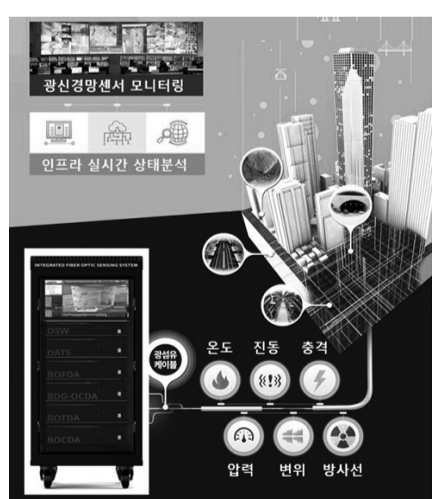 광신경망센서 모니터링
인프라 실시간 상태분석
INTEGRATED FIBER OPTIC SENSING SYSTEM
OSW
DATS
BOFDA
BDG-OCDA
BOTDA
BOCDA
광섬유
케이블
온도 진동 충격
압력 변위 방사선